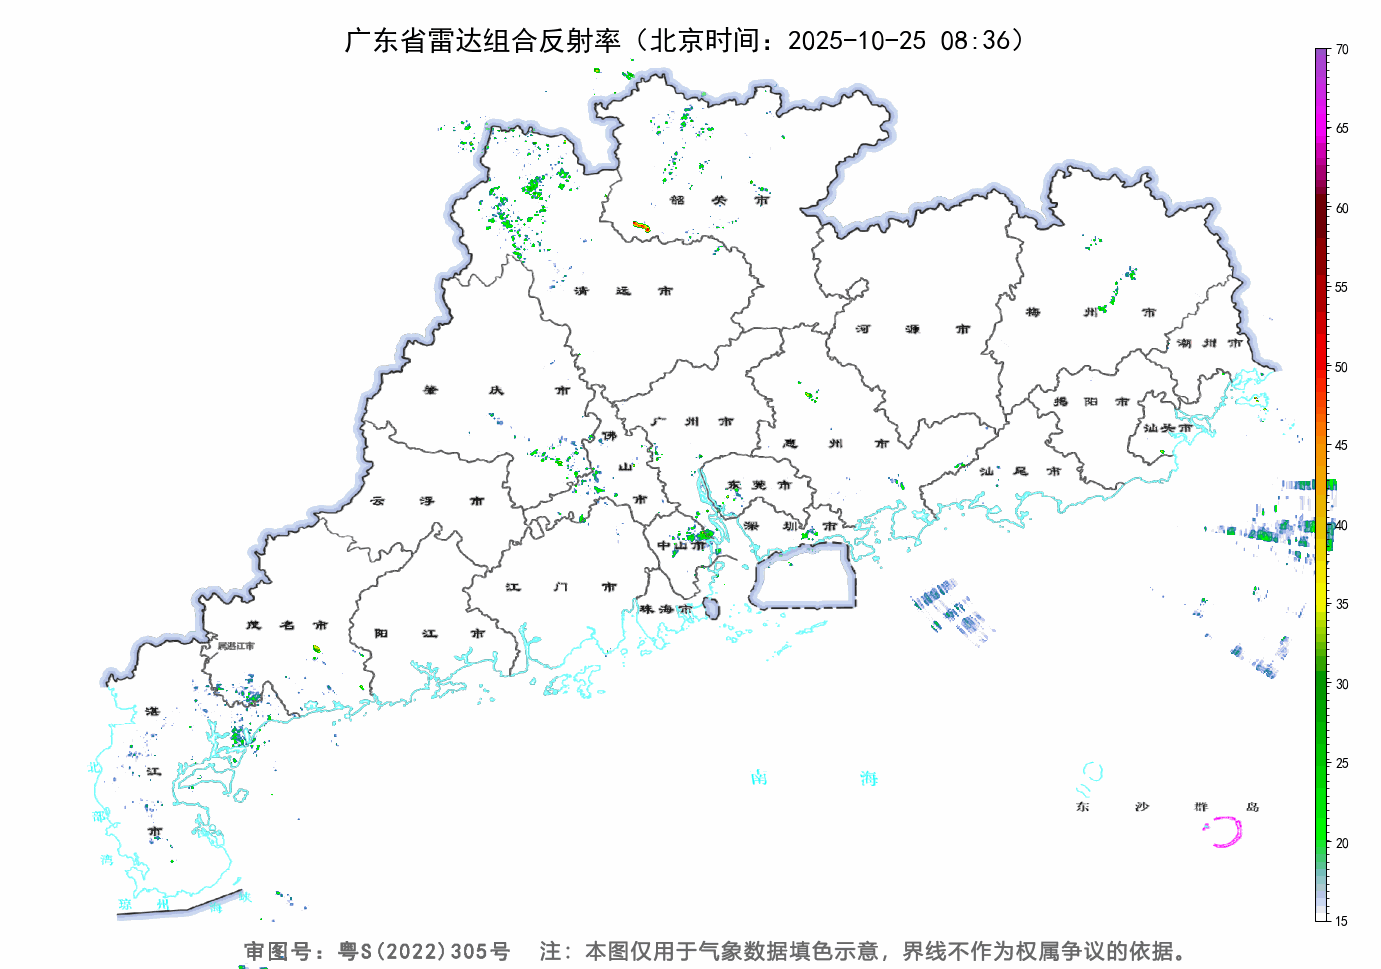 广东省雷达组合反射率（北京时间：2025-10-25 08:36）
70
65
60
55
50
45
40
35
30
25
20
15
韶关市
清远市
河源市
梅州市
潮州市
肇庆市
广州市
佛山市
惠州市
揭阳市
汕头市
汕尾市
云浮市
东莞市
深圳市
中山市
江门市
珠海市
茂名市
阳江市
属湛江市
湛江市
北部湾
南海
东沙群岛
琼州海峡
审图号：粤S(2022)305号 注：本图仅用于气象数据填色示意，界线不作为权属争议的依据。